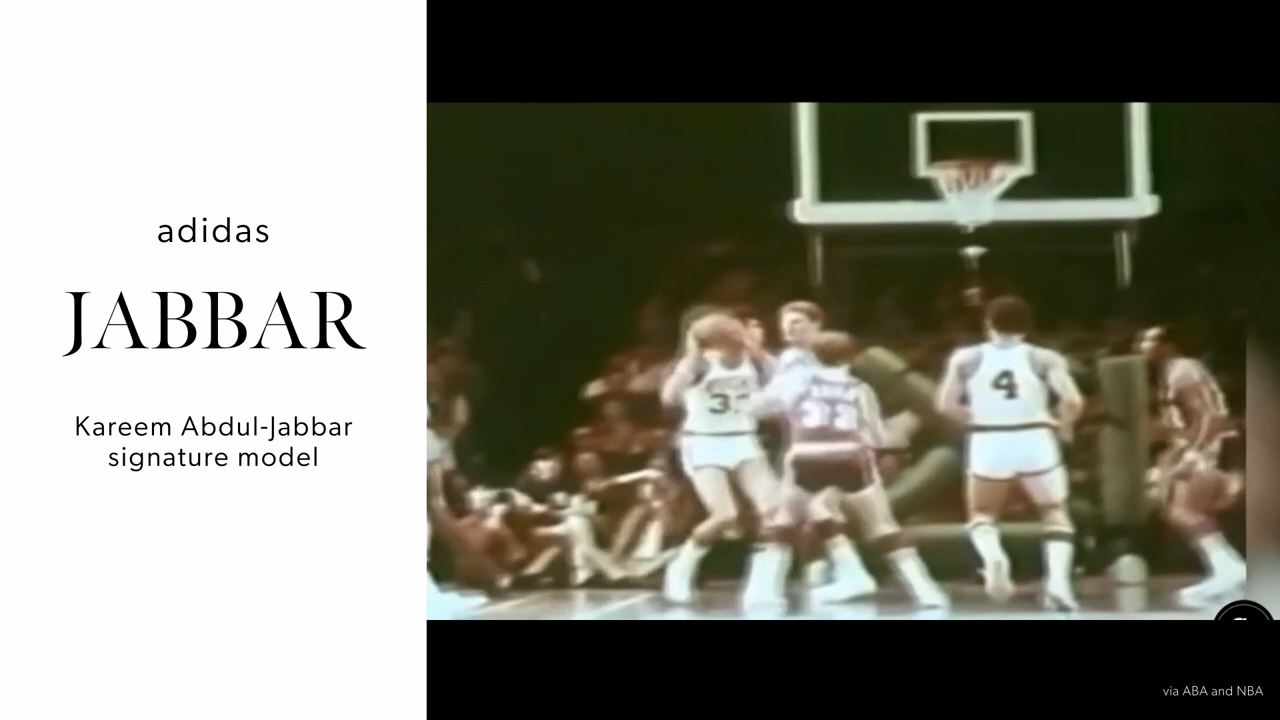 adidas
JABBAR
Kareem Abdul-Jabbar
signature model
4
via ABA and NBA